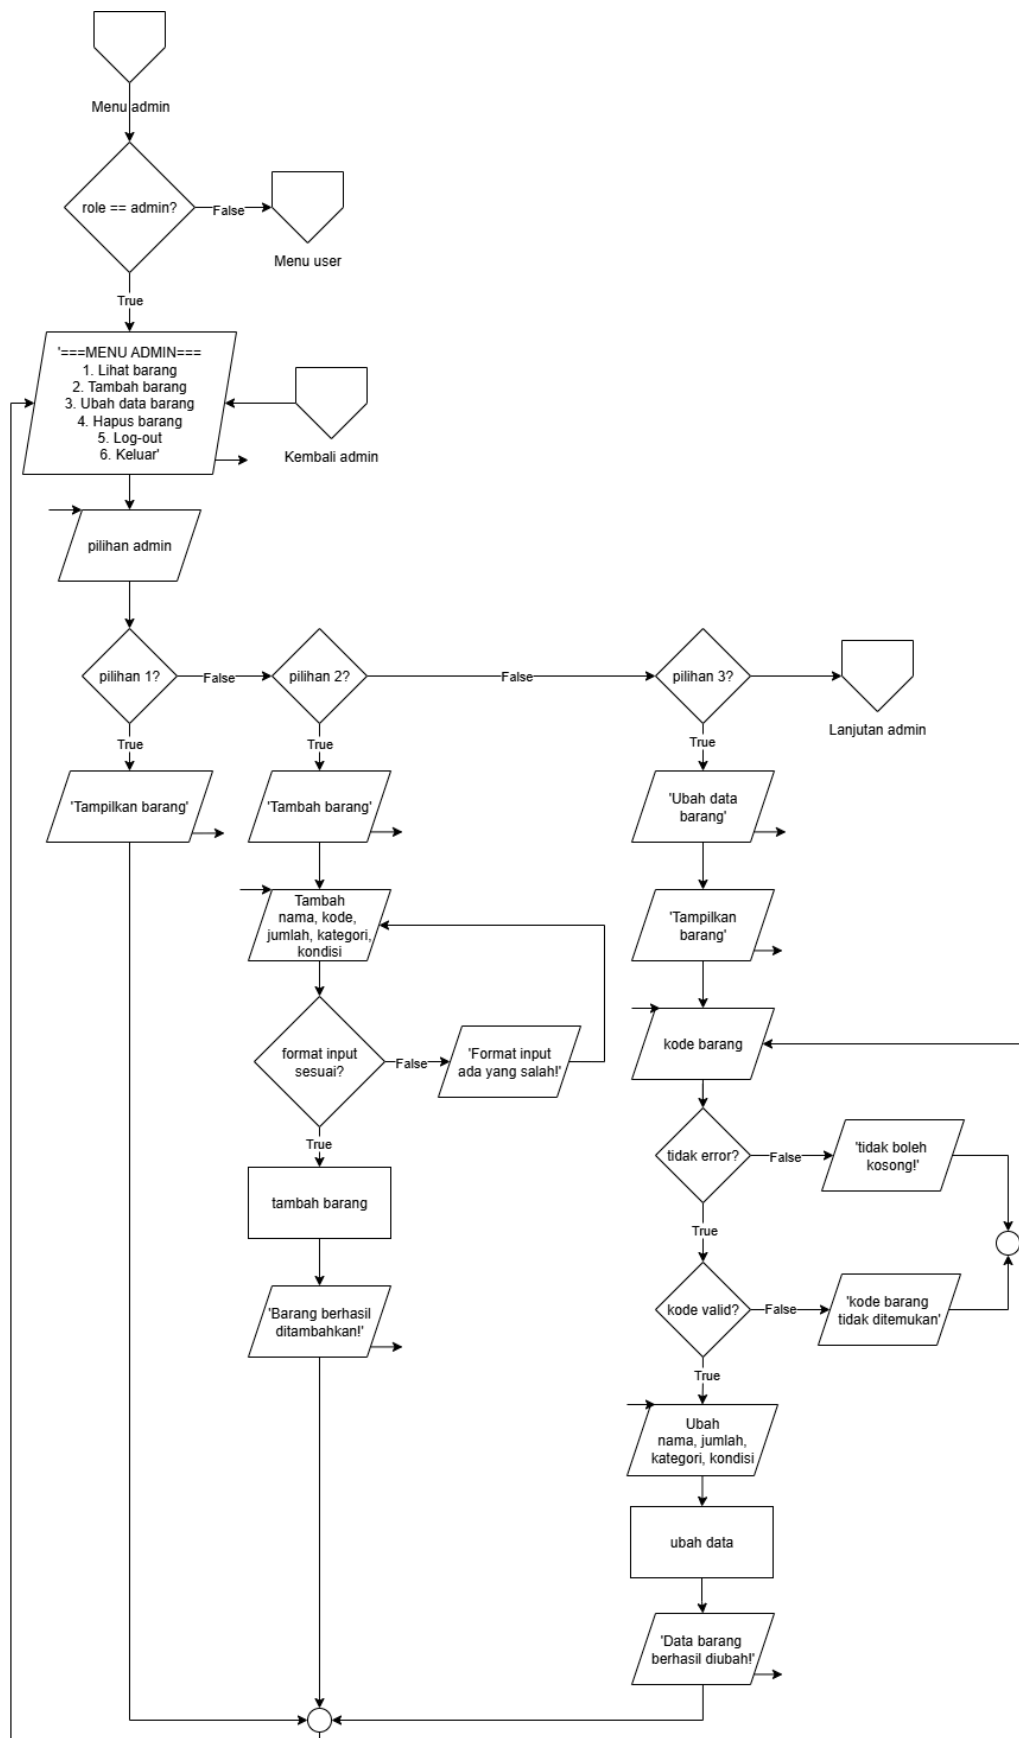 Menu admin
role == admin?
False
Menu user
True
'===MENU ADMIN===
1. Lihat barang
2. Tambah barang
3. Ubah data barang
4. Hapus barang
5. Log-out
6. Keluar'
Kembali admin
pilihan admin
pilihan 1?
False
pilihan 2?
False
pilihan 3?
Lanjutan admin
True
True
True
'Tampilkan barang'
'Tambah barang'
'Ubah data
barang'
Tambah
nama, kode,
jumlah, kategori,
kondisi
'Tampilkan
barang'
format input
sesuai?
False
'Format input
ada yang salah!'
kode barang
True
tidak error?
False
'tidak boleh
kosong!'
tambah barang
True
'Barang berhasil
ditambahkan!'
kode valid?
False
'kode barang
tidak ditemukan'
True
Ubah
nama, jumlah,
kategori, kondisi
ubah data
'Data barang
berhasil diubah!'